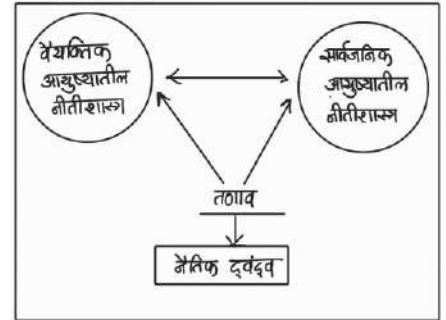 वैयक्तिक
आयुष्यातील
नीतीशास्त्र
सार्वजनिक
आयुष्यातील
नीतीशास्त्र
तणाव
नैतिक द्वंद्व